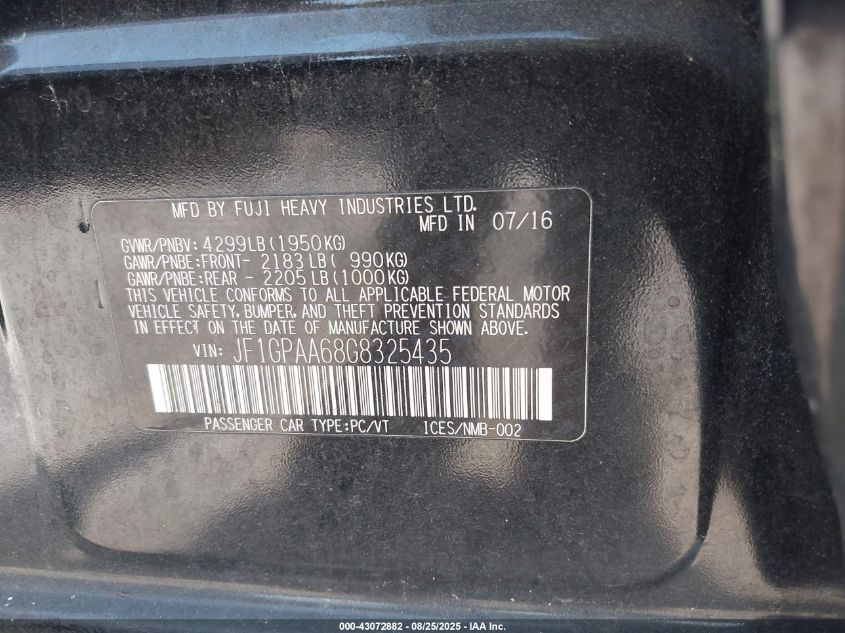 MFD BY FUJI HEAVY INDUSTRIES LTD.
MFD IN 07/16
GVWR/PNBV: 4299LB(1950KG)
GAWR/PNBE:FRONT- 2183LB( 990KG)
GAWR/PNBE:REAR - 2205LB(1000KG)
THIS VEHICLE CONFORMS TO ALL APPLICABLE FEDERAL MOTOR
VEHICLE SAFETY, BUMPER, AND THEFT PREVENTION STANDARDS
IN EFFECT ON THE DATE OF MANUFACTURE SHOWN ABOVE.
VIN: JF1GPAA68G8325435
PASSENGER CAR TYPE:PC/VT 1CES/NMB-002
000-43072882 - 08/25/2025 - IAA Inc.